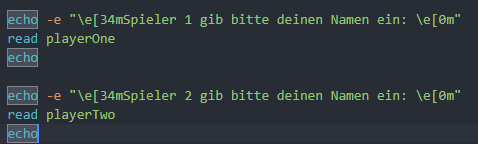 echo -e "\e[34mSpieler 1 gib bitte deinen Namen ein: \e[0m"
read playerOne
echo
echo -e "\e[34mSpieler 2 gib bitte deinen Namen ein: \e[0m"
read playerTwo
echo